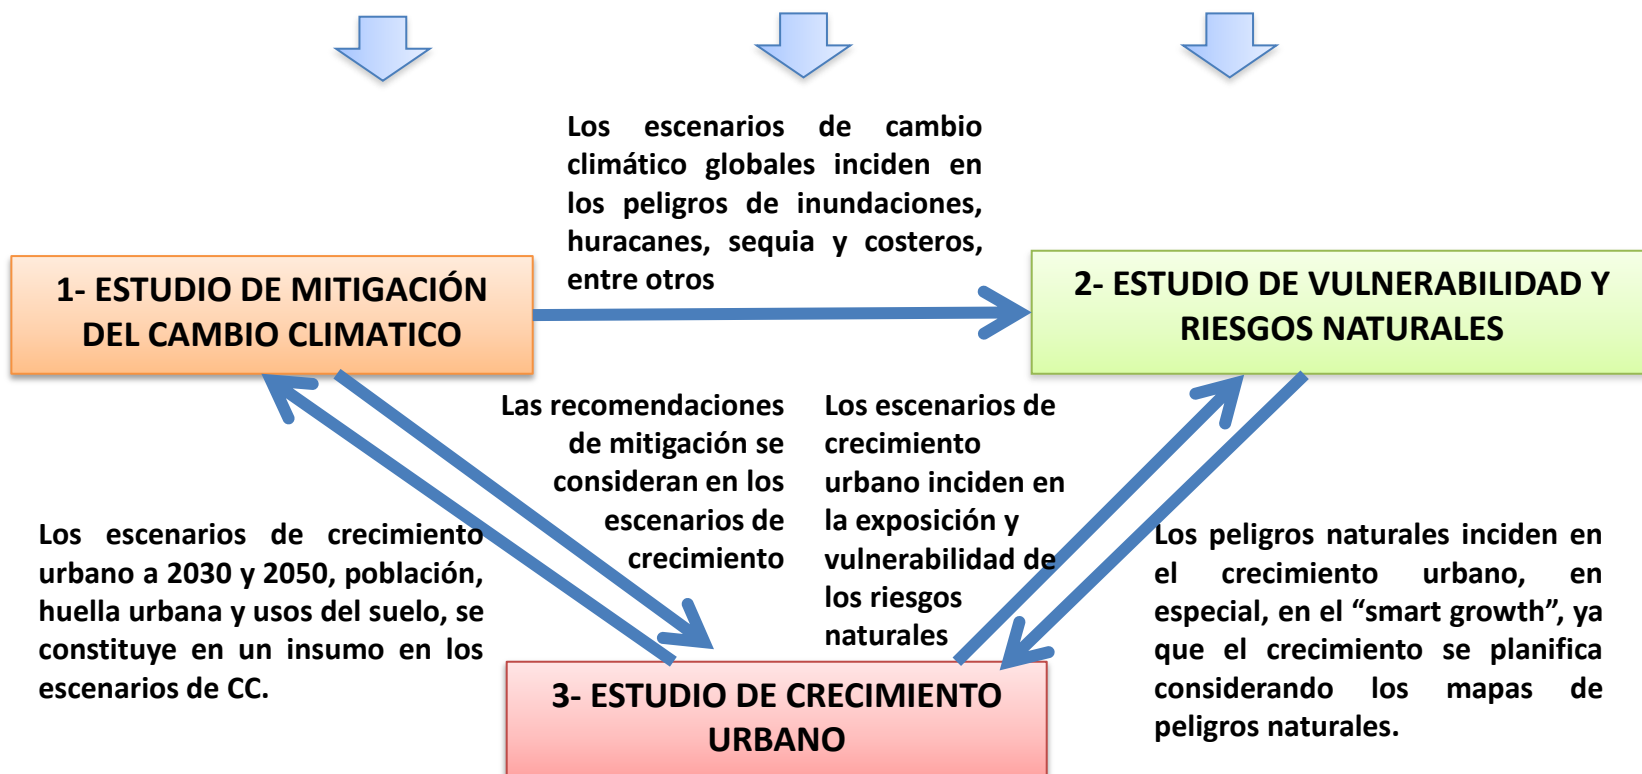 Los escenarios de cambio
climático globales inciden en
los peligros de inundaciones,
huracanes, sequia y costeros,
entre otros
1- ESTUDIO DE MITIGACIÓN
DEL CAMBIO CLIMATICO
2- ESTUDIO DE VULNERABILIDAD Y
RIESGOS NATURALES
Las recomendaciones
de mitigación se
consideran en los
escenarios de
crecimiento
Los escenarios de
crecimiento
urbano inciden en
la exposición y
vulnerabilidad de
los riesgos
naturales
Los escenarios de crecimiento
urbano a 2030 y 2050, población,
huella urbana y usos del suelo, se
constituye en un insumo en los
escenarios de CC.
Los peligros naturales inciden en
el crecimiento urbano, en
especial, en el “smart growth”, ya
que el crecimiento se planifica
considerando los mapas de
peligros naturales.
3- ESTUDIO DE CRECIMIENTO
URBANO